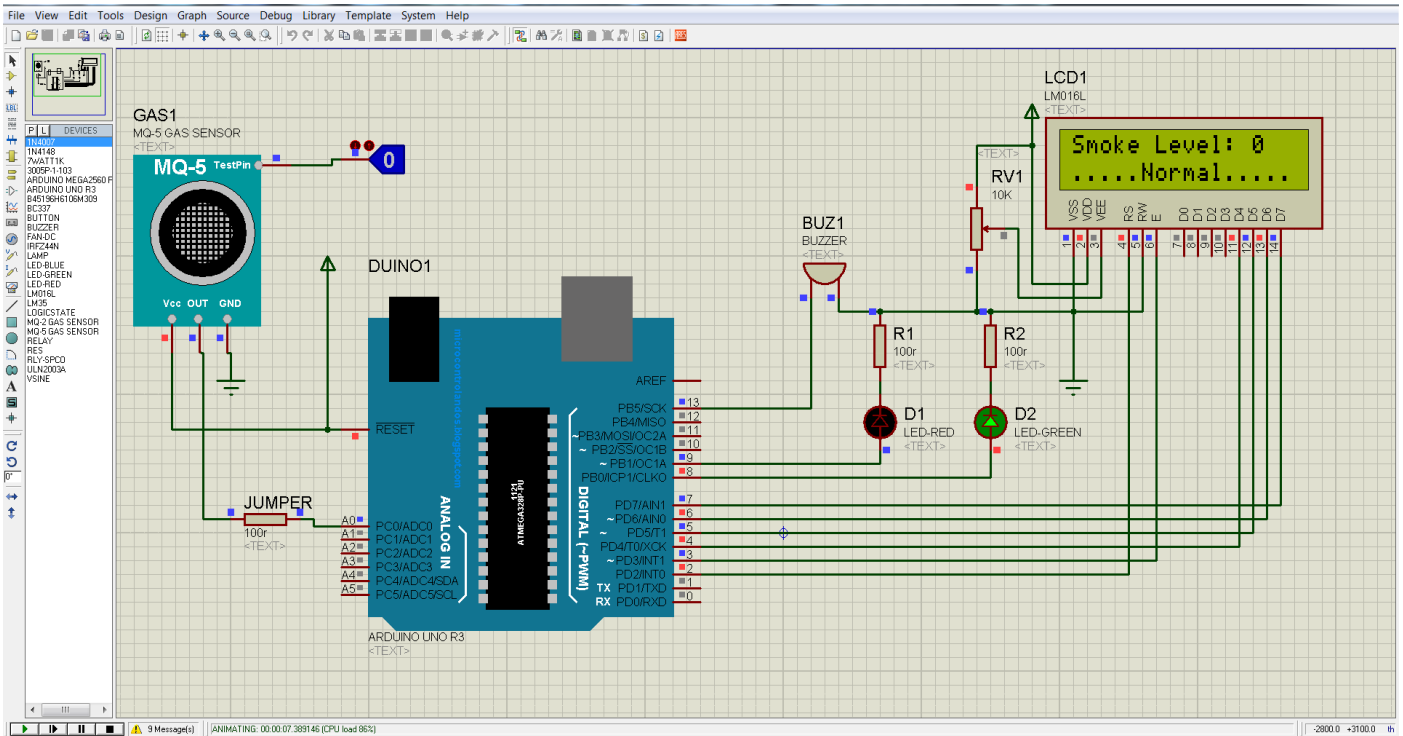 File View Edit Tools Design Graph Source Debug Library Template System Help
LBL
P L DEVICES
1N4007
1N4148
7WATT1K
3005P-1-103
ARDUINO MEGA2560 F
ARDUINO UNO R3
B45196H6106M309
BC337
BUTTON
BUZZER
FAN-DC
IRFZ44N
LAMP
LED-BLUE
LED-GREEN
LED-RED
LM016L
LM35
LOGICSTATE
MQ-2 GAS SENSOR
MQ-5 GAS SENSOR
RELAY
RES
RLY-SPCO
ULN2003A
VSINE
A
S
0°
GAS1
MQ-5 GAS SENSOR
<TEXT>
MQ-5 TestPin
0
Vcc OUT GND
DUINO1
microcontrolandos.blogspot.com
RESET
AREF
PB5/SCK 13
PB4/MISO 12
~PB3/MOSI/OC2A 11
~ PB2/SS/OC1B 10
~ PB1/OC1A 9
PB0/ICP1/CLKO 8
PD7/AIN1 7
~PD6/AIN0 6
~ PD5/T1 5
PD4/T0/XCK 4
~PD3/INT1 3
PD2/INT0 2
TX PD1/TXD 1
RX PD0/RXD 0
DIGITAL (~PWM)
1121
ATMEGA328P-PU
ANALOG IN
A0 PC0/ADC0
A1 PC1/ADC1
A2 PC2/ADC2
A3 PC3/ADC3
A4 PC4/ADC4/SDA
A5 PC5/ADC5/SCL
ARDUINO UNO R3
<TEXT>
JUMPER
100r
<TEXT>
BUZ1
BUZZER
<TEXT>
<TEXT>
RV1
10K
LCD1
LM016L
<TEXT>
Smoke Level: 0
.....Normal.....
VSS VDD VEE RS RW E D0 D1 D2 D3 D4 D5 D6 D7
1 2 3 4 5 6 7 8 9 10 11 12 13 14
R1
100r
<TEXT>
R2
100r
<TEXT>
D1
LED-RED
<TEXT>
D2
LED-GREEN
<TEXT>
9 Message(s) ANIMATING: 00:00:07.389146 (CPU load 86%) -2800.0 +3100.0 th